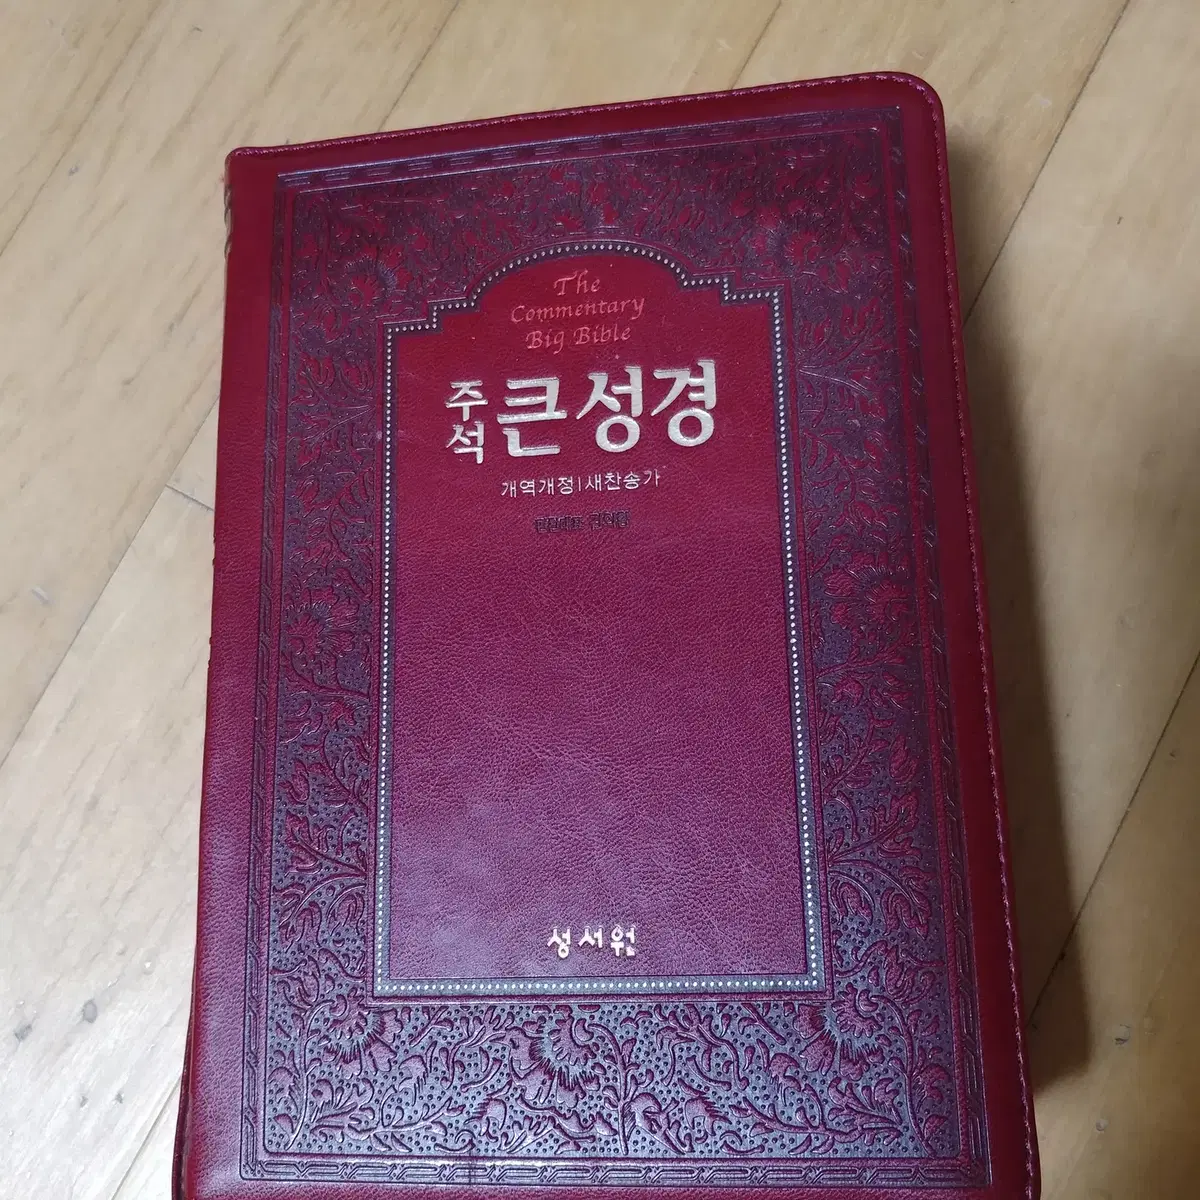 The
Commentary
Big Bible
주석 큰성경
개역개정|새찬송가
성서원